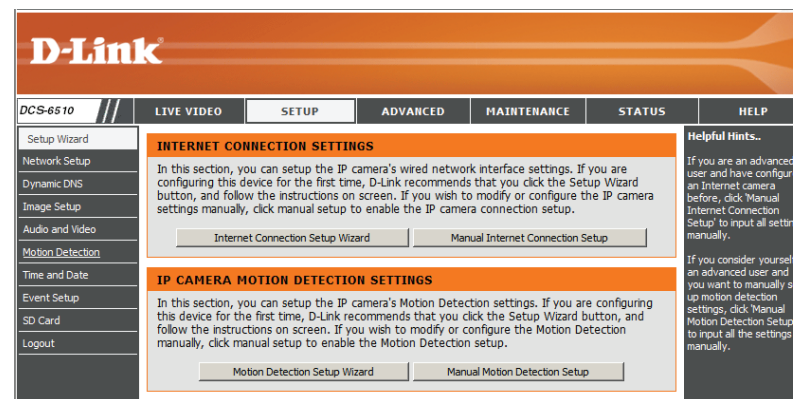 D-Link
DCS-6510
LIVE VIDEO
SETUP
ADVANCED
MAINTENANCE
STATUS
HELP
Setup Wizard
Network Setup
Dynamic DNS
Image Setup
Audio and Video
Motion Detection
Time and Date
Event Setup
SD Card
Logout
INTERNET CONNECTION SETTINGS
In this section, you can setup the IP camera's wired network interface settings. If you are
configuring this device for the first time, D-Link recommends that you click the Setup Wizard
button, and follow the instructions on screen. If you wish to modify or configure the IP camera
settings manually, click manual setup to enable the IP camera connection setup.
Internet Connection Setup Wizard
Manual Internet Connection Setup
IP CAMERA MOTION DETECTION SETTINGS
In this section, you can setup the IP camera's Motion Detection settings. If you are configuring
this device for the first time, D-Link recommends that you click the Setup Wizard button, and
follow the instructions on screen. If you wish to modify or configure the Motion Detection
manually, click manual setup to enable the Motion Detection setup.
Motion Detection Setup Wizard
Manual Motion Detection Setup
Helpful Hints..
If you are an advanced
user and have configur
an Internet camera
before, click 'Manual
Internet Connection
Setup' to input all settin
manually.
If you consider yourself
an advanced user and
you want to manually s
up motion detection
settings, click 'Manual
Motion Detection Setup
to input all the settings
manually.